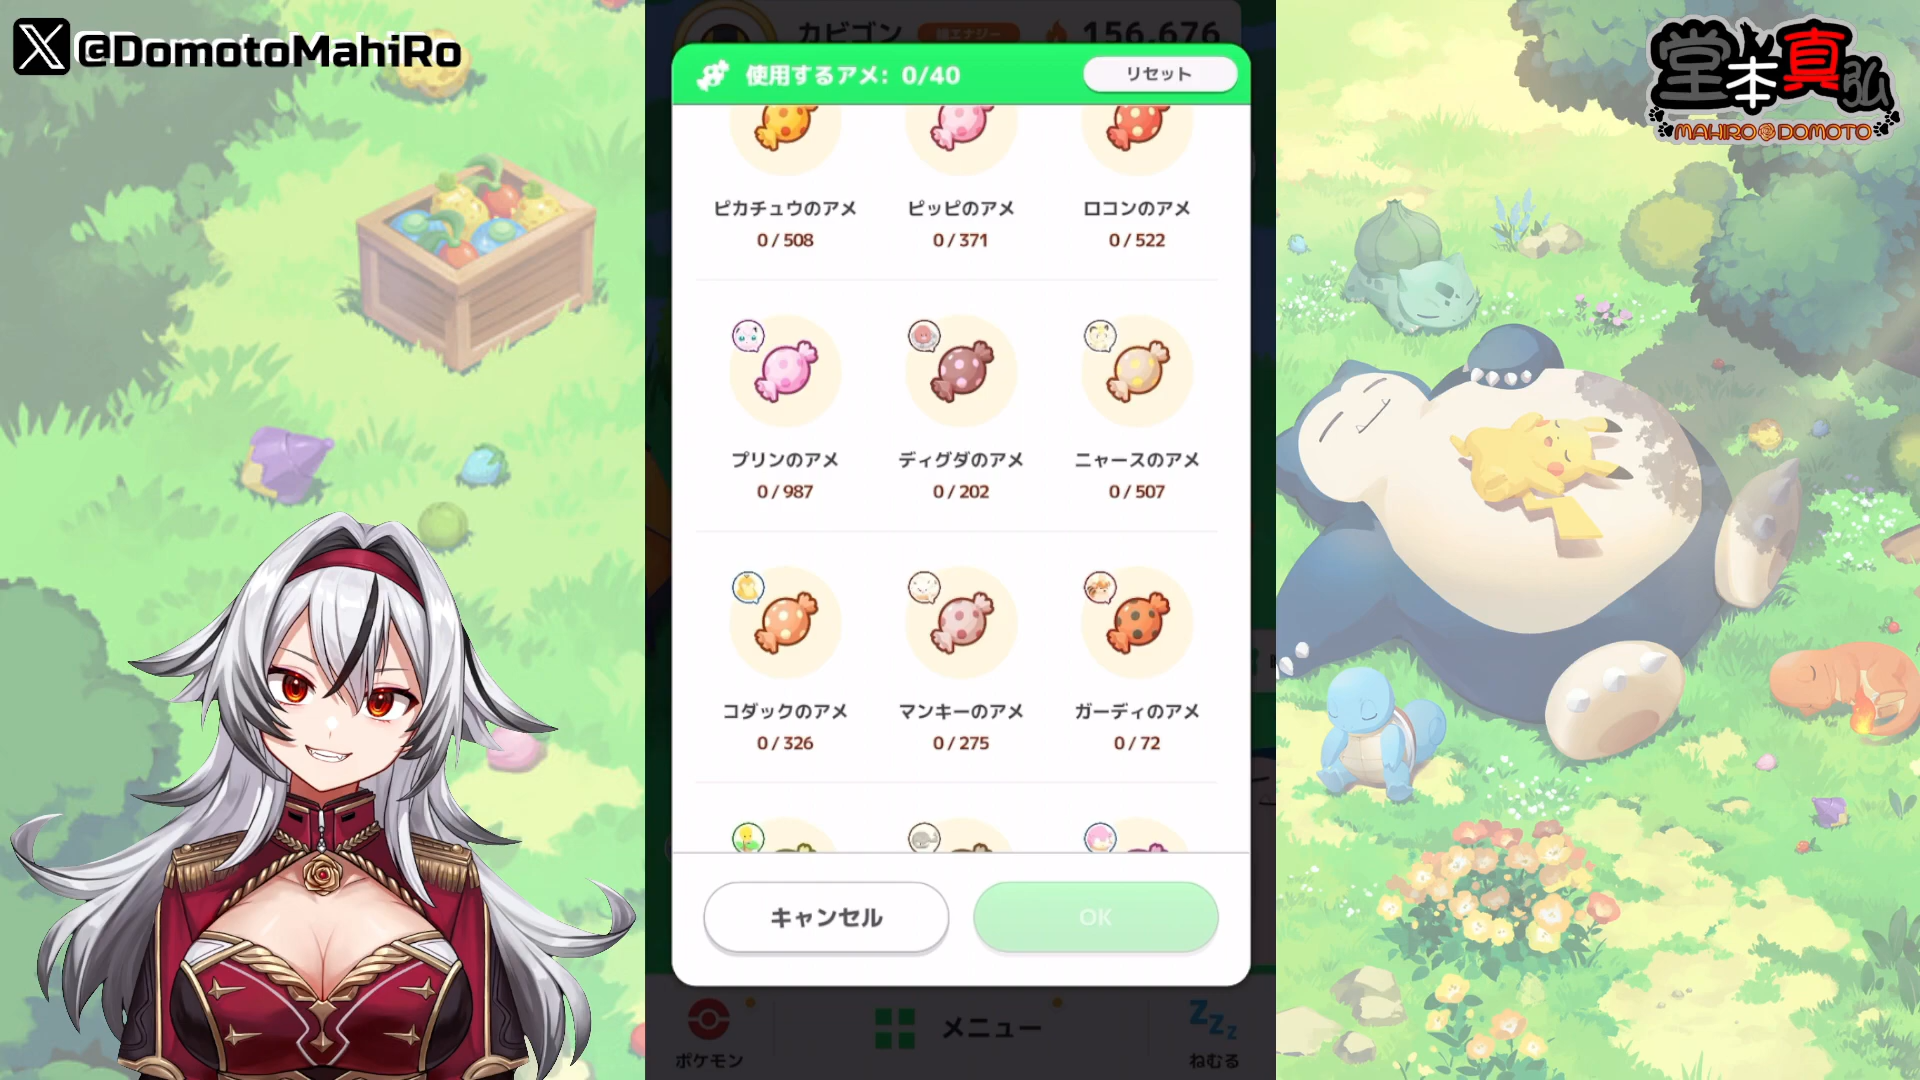 @DomotoMahiRo
カビゴン
156,676
使用するアメ: 0/40
リセット
堂本真弘
MAHIRO DOMOTO
ピカチュウのアメ ピッピのアメ ロコンのアメ
0 / 508 0 / 371 0 / 522
プリンのアメ ディグダのアメ ニャースのアメ
0 / 987 0 / 202 0 / 507
コダックのアメ マンキーのアメ ガーディのアメ
0 / 326 0 / 275 0 / 72
キャンセル OK
メニュー
ポケモン
Zzz
ねむる